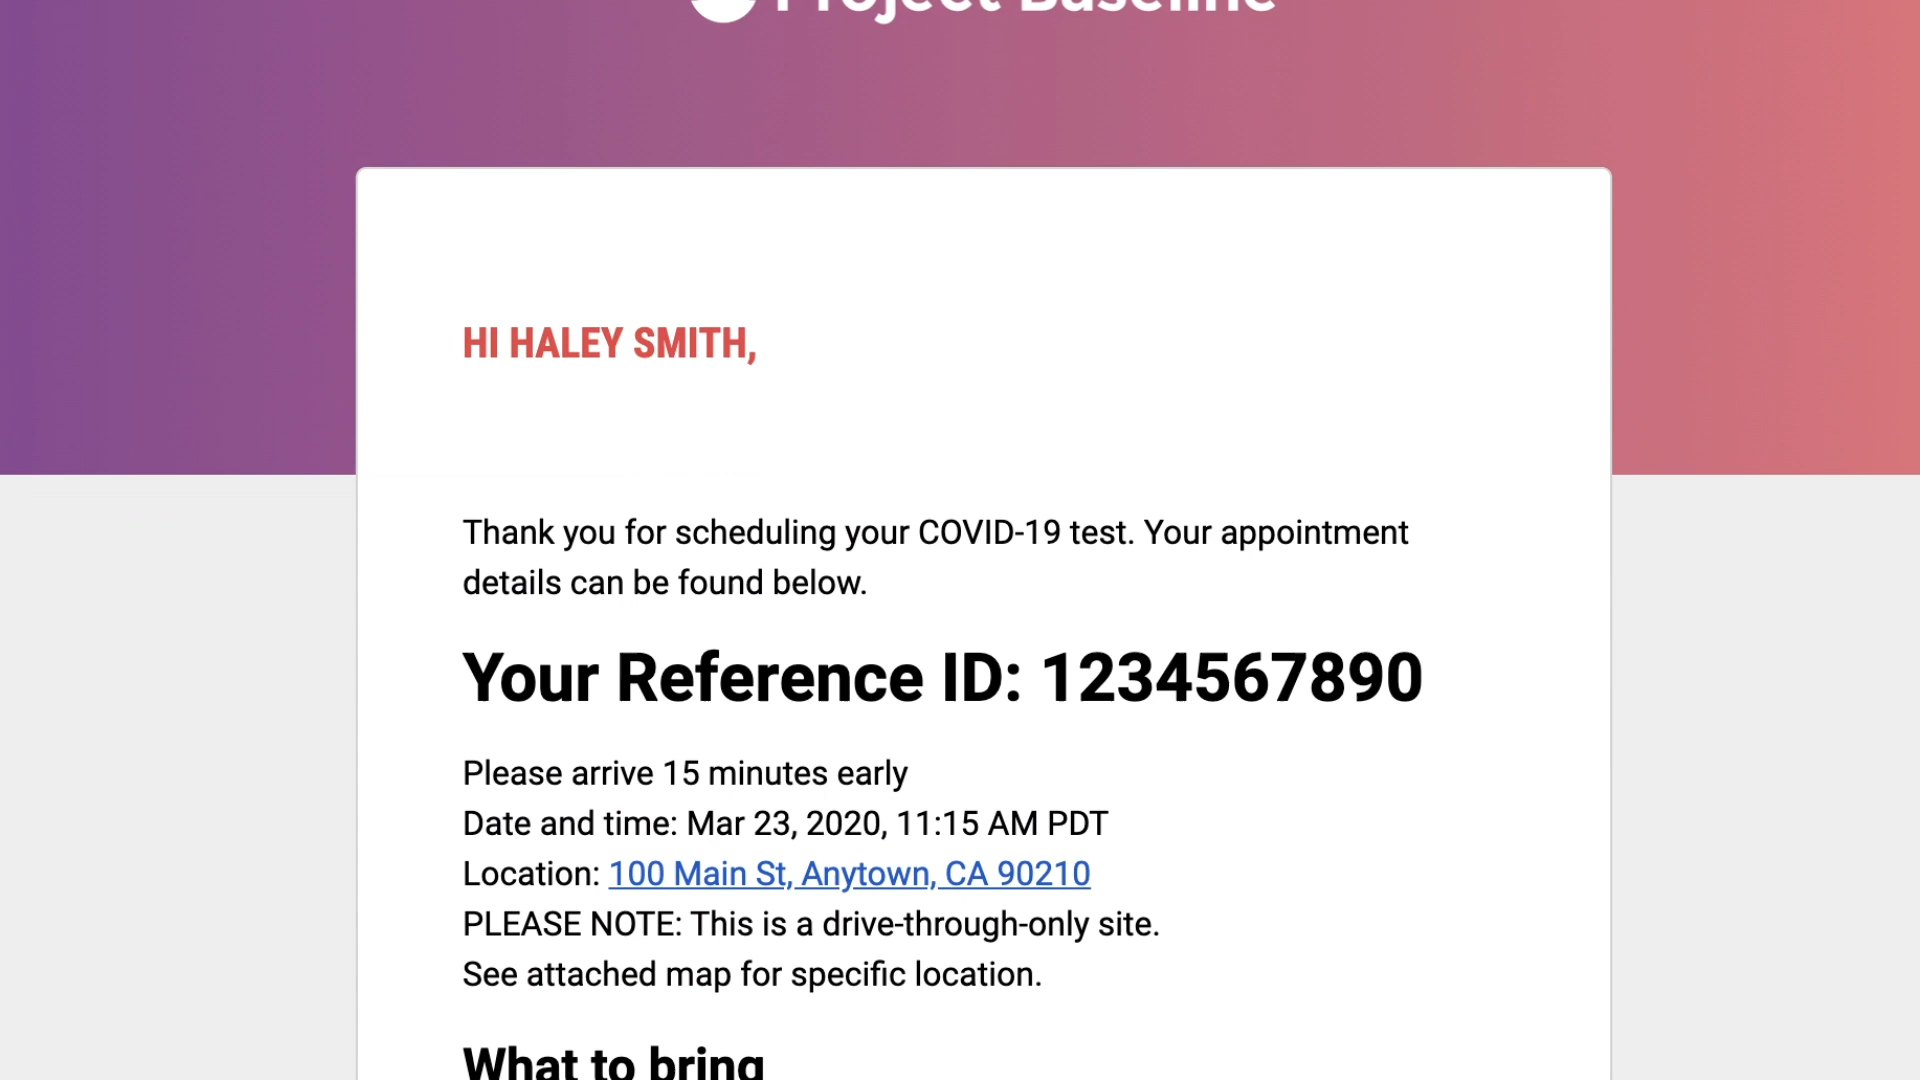 Project Baseline
HI HALEY SMITH,
Thank you for scheduling your COVID-19 test. Your appointment
details can be found below.
Your Reference ID: 1234567890
Please arrive 15 minutes early
Date and time: Mar 23, 2020, 11:15 AM PDT
Location: 100 Main St, Anytown, CA 90210
PLEASE NOTE: This is a drive-through-only site.
See attached map for specific location.
What to bring